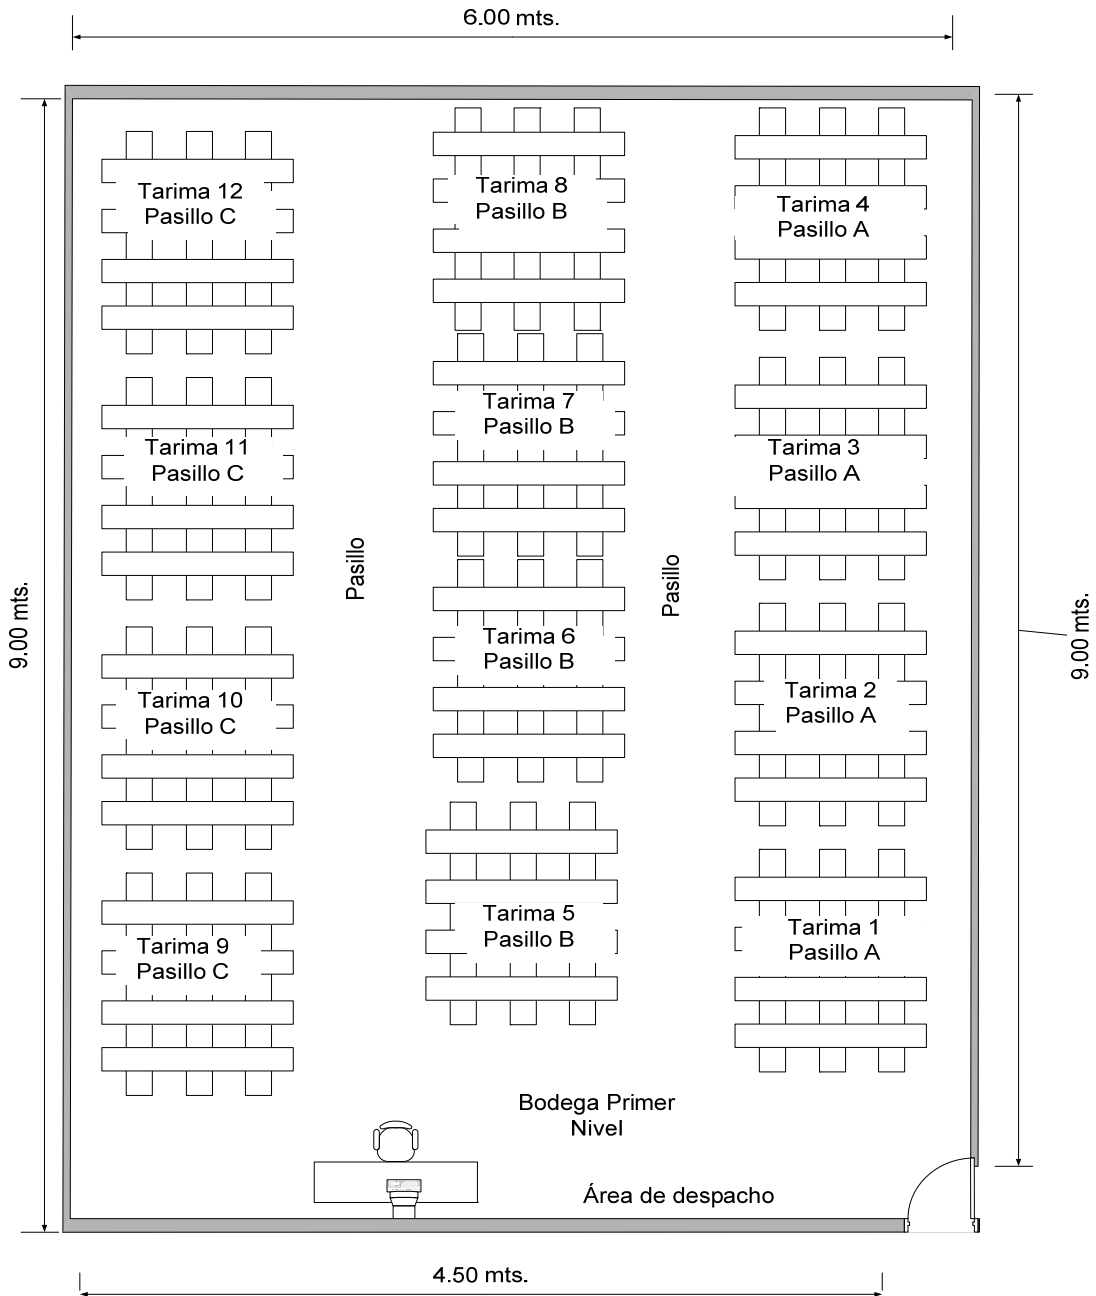 6.00 mts.
Tarima 12
Pasillo C
Tarima 8
Pasillo B
Tarima 4
Pasillo A
Tarima 11
Pasillo C
Tarima 7
Pasillo B
Tarima 3
Pasillo A
Pasillo
Pasillo
9.00 mts.
9.00 mts.
Tarima 10
Pasillo C
Tarima 6
Pasillo B
Tarima 2
Pasillo A
Tarima 9
Pasillo C
Tarima 5
Pasillo B
Tarima 1
Pasillo A
Bodega Primer
Nivel
Área de despacho
4.50 mts.